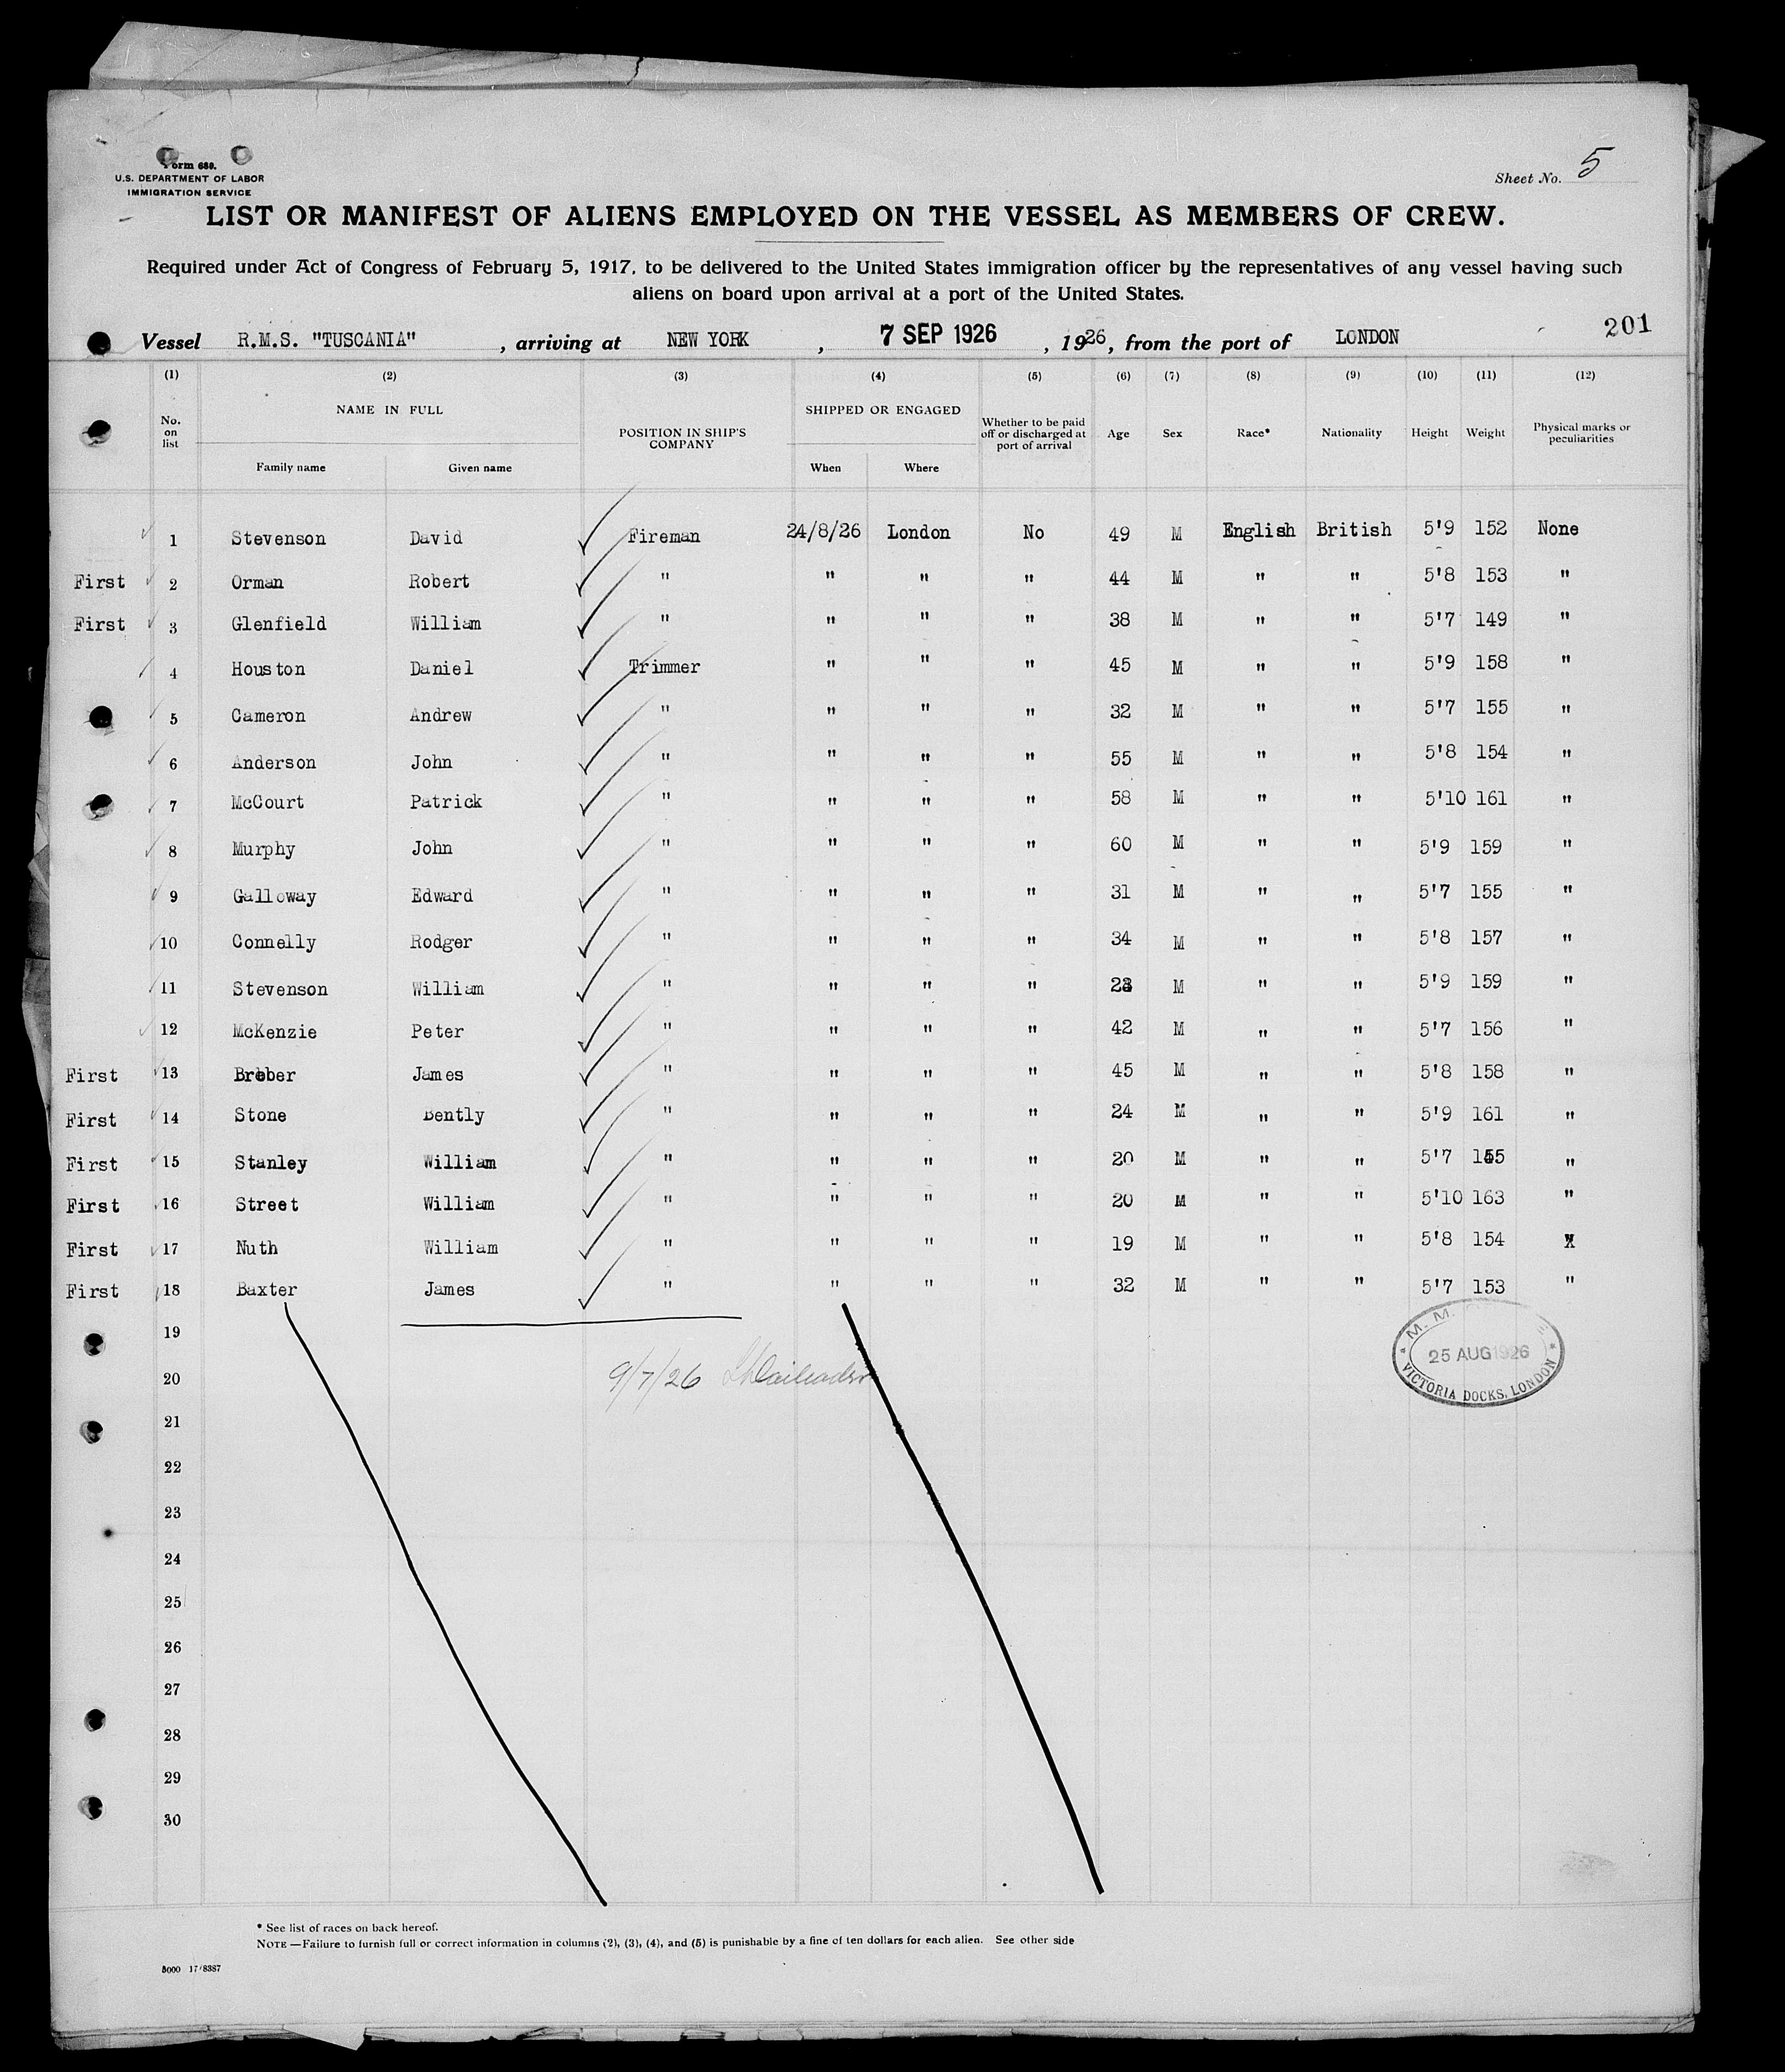 Form 689.
U.S. DEPARTMENT OF LABOR
IMMIGRATION SERVICE
Sheet No. 5
LIST OR MANIFEST OF ALIENS EMPLOYED ON THE VESSEL AS MEMBERS OF CREW.
Required under Act of Congress of February 5, 1917, to be delivered to the United States immigration officer by the representatives of any vessel having such
aliens on board upon arrival at a port of the United States.
201
Vessel R.M.S. "TUSCANIA" , arriving at NEW YORK , 7 SEP 1926 , 1926, from the port of LONDON
(1) (2) (3) (4) (5) (6) (7) (8) (9) (10) (11) (12)
No. on list NAME IN FULL Family name Given name POSITION IN SHIP'S COMPANY SHIPPED OR ENGAGED When Where Whether to be paid off or discharged at port of arrival Age Sex Race* Nationality Height Weight Physical marks or peculiarities
1 Stevenson David Fireman 24/8/26 London No 49 M English British 5'9 152 None
First 2 Orman Robert " " " " 44 M " " 5'8 153 "
First 3 Glenfield William " " " " 38 M " " 5'7 149 "
4 Houston Daniel Trimmer " " " 45 M " " 5'9 158 "
5 Cameron Andrew " " " " 32 M " " 5'7 155 "
6 Anderson John " " " " 55 M " " 5'8 154 "
7 McCourt Patrick " " " " 58 M " " 5'10 161 "
8 Murphy John " " " " 60 M " " 5'9 159 "
9 Galloway Edward " " " " 31 M " " 5'7 155 "
10 Connelly Rodger " " " " 34 M " " 5'8 157 "
11 Stevenson William " " " " M " " 5'9 159 "
12 McKenzie Peter " " " " 42 M " " 5'7 156 "
First 13 James " " " " 45 M " " 5'8 158 "
First 14 Stone Bently " " " " 24 M " " 5'9 161 "
First 15 Stanley William " " " " 20 M " " 5'7 155 "
First 16 Street William " " " " 20 M " " 5'10 163 "
First 17 Nuth William " " " " 19 M " " 5'8 154
First 18 Baxter James " " " " 32 M " " 5'7 153 "
19
20 9/7/26
M. M.
25 AUG 1926
VICTORIA DOCKS, LONDON
21
22
23
24
25
26
27
28
29
30
* See list of races on back hereof.
NOTE—Failure to furnish full or correct information in columns (2), (3), (4), and (5) is punishable by a fine of ten dollars for each alien. See other side
5000 17/8387